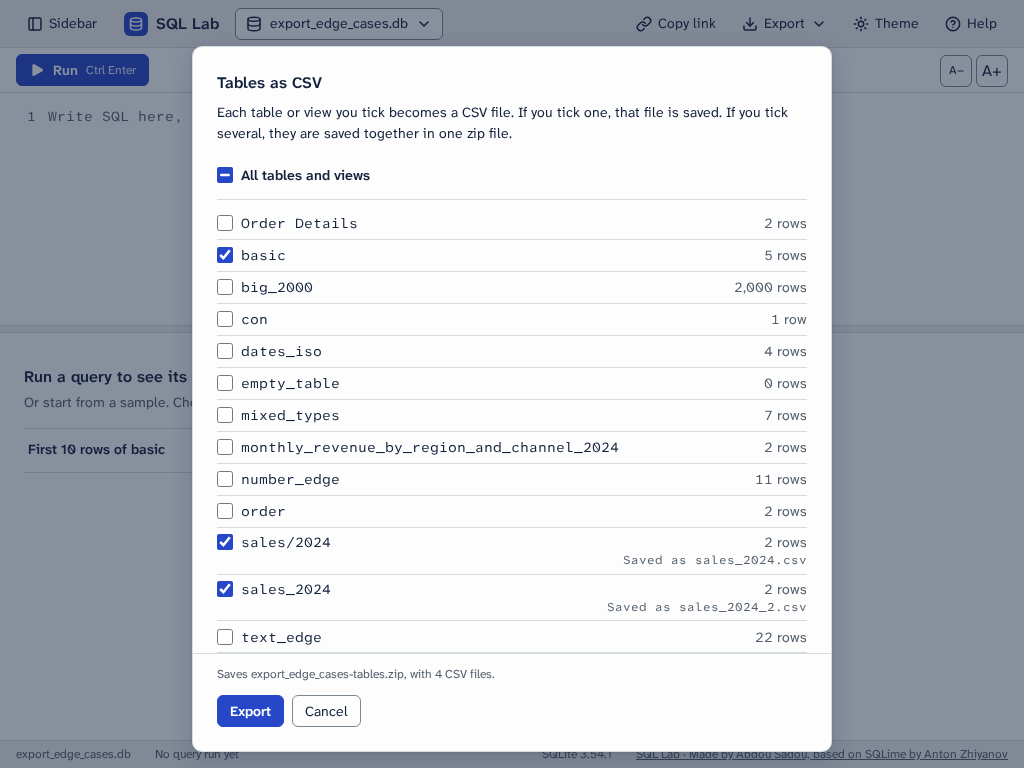 Sidebar
SQL Lab
export_edge_cases.db
Copy link
Export
Theme
Help
Run Ctrl Enter
A−
A+
1 Write SQL here,
Tables as CSV
Each table or view you tick becomes a CSV file. If you tick one, that file is saved. If you tick
several, they are saved together in one zip file.
All tables and views
Order Details 2 rows
basic 5 rows
big_2000 2,000 rows
con 1 row
dates_iso 4 rows
empty_table 0 rows
mixed_types 7 rows
monthly_revenue_by_region_and_channel_2024 2 rows
number_edge 11 rows
order 2 rows
sales/2024 2 rows
Saved as sales_2024.csv
sales_2024 2 rows
Saved as sales_2024_2.csv
text_edge 22 rows
Saves export_edge_cases-tables.zip, with 4 CSV files.
Export
Cancel
Run a query to see its
Or start from a sample.
First 10 rows of basic
export_edge_cases.db
No query run yet
SQLite 3.54.1
SQL Lab · Made by Abdou Sadou, based on SQLime by Anton Zhiyanov